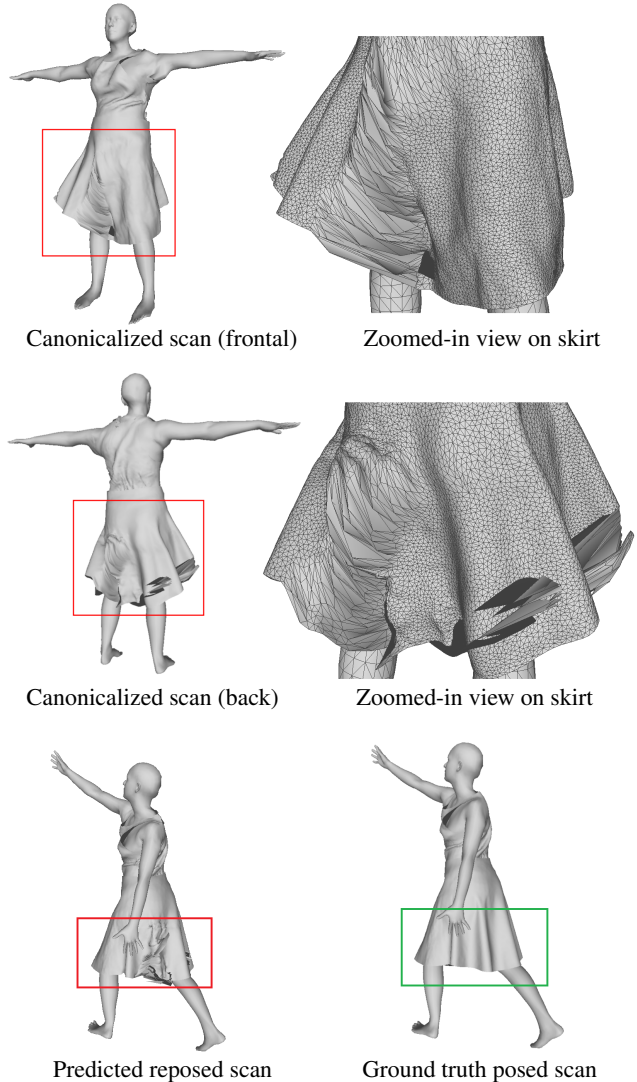 Canonicalized scan (frontal)
Zoomed-in view on skirt
Canonicalized scan (back)
Zoomed-in view on skirt
Predicted reposed scan
Ground truth posed scan